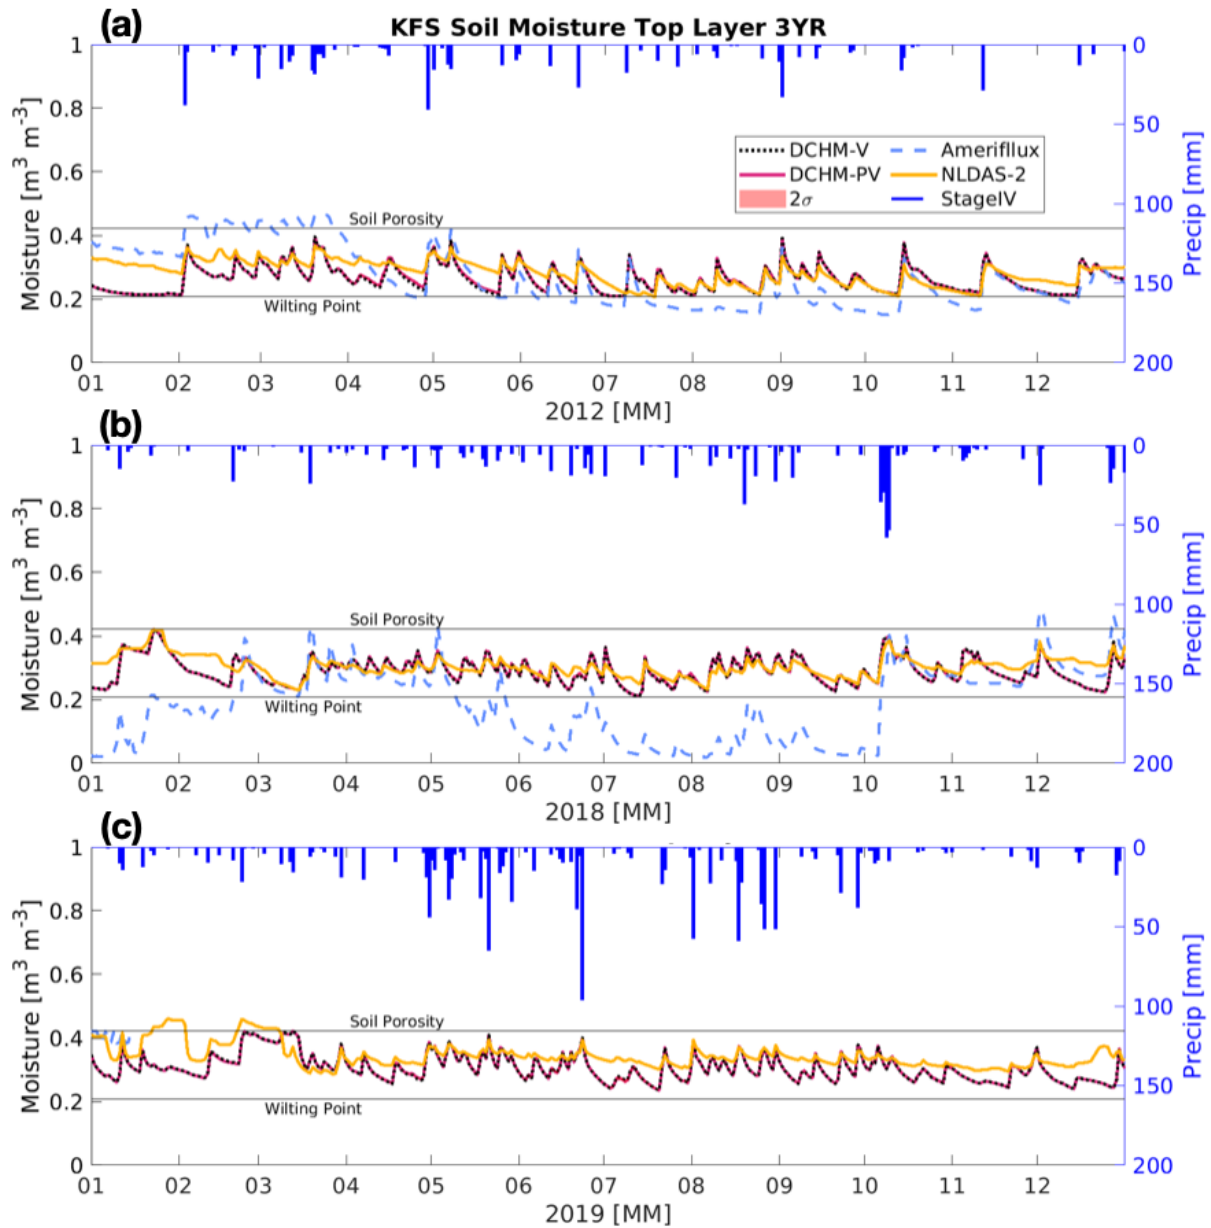 (a)
KFS Soil Moisture Top Layer 3YR
1
0.8
0.6
0.4
0.2
0
Moisture [m³ m⁻³]
0
50
100
150
200
Precip [mm]
DCHM-V
DCHM-PV
2σ
Amerifllux
NLDAS-2
StageIV
Soil Porosity
Wilting Point
01 02 03 04 05 06 07 08 09 10 11 12
2012 [MM]
(b)
1
0.8
0.6
0.4
0.2
0
Moisture [m³ m⁻³]
0
50
100
150
200
Precip [mm]
Soil Porosity
Wilting Point
01 02 03 04 05 06 07 08 09 10 11 12
2018 [MM]
(c)
1
0.8
0.6
0.4
0.2
0
Moisture [m³ m⁻³]
0
50
100
150
200
Precip [mm]
Soil Porosity
Wilting Point
01 02 03 04 05 06 07 08 09 10 11 12
2019 [MM]